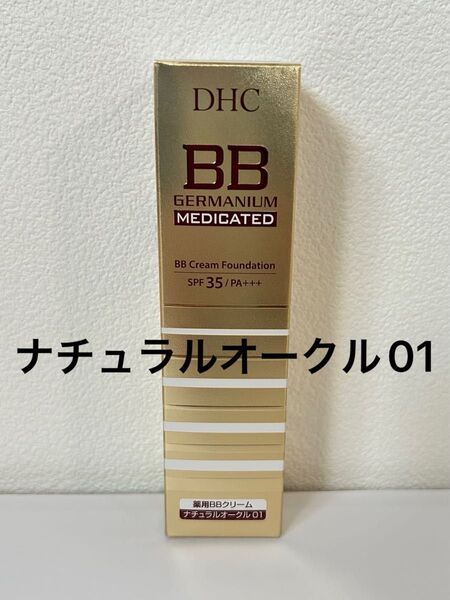 DHC
BB
GERMANIUM
MEDICATED
BB Cream Foundation
SPF 35 / PA+++
ナチュラルオークル01
薬用BBクリーム
ナチュラルオークル 01